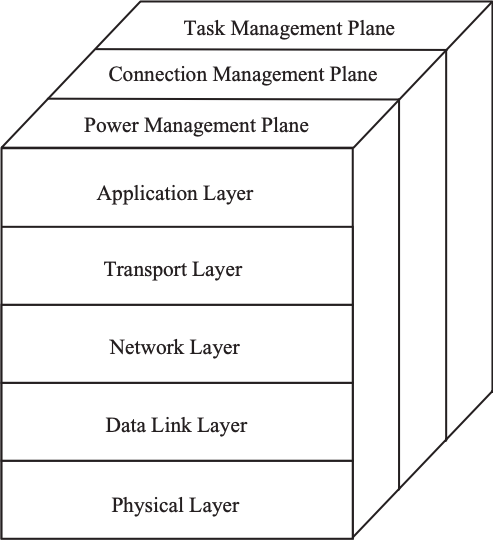 Task Management Plane
Connection Management Plane
Power Management Plane
Application Layer
Transport Layer
Network Layer
Data Link Layer
Physical Layer